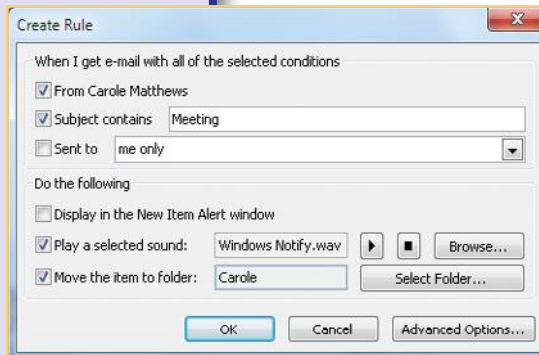 Create Rule
When I get e-mail with all of the selected conditions
From Carole Matthews
Subject contains Meeting
Sent to me only
Do the following
Display in the New Item Alert window
Play a selected sound: Windows Notify.wav Browse...
Move the item to folder: Carole Select Folder...
OK Cancel Advanced Options...